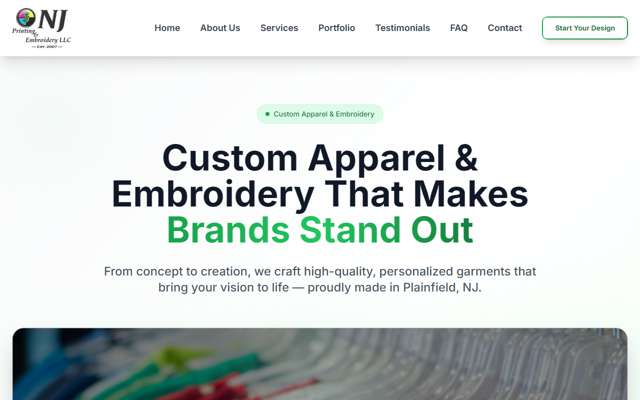 NJ
Printing
&
Embroidery LLC
Est. 2007
Home
About Us
Services
Portfolio
Testimonials
FAQ
Contact
Start Your Design
Custom Apparel & Embroidery
Custom Apparel &
Embroidery That Makes
Brands Stand Out
From concept to creation, we craft high-quality, personalized garments that
bring your vision to life — proudly made in Plainfield, NJ.